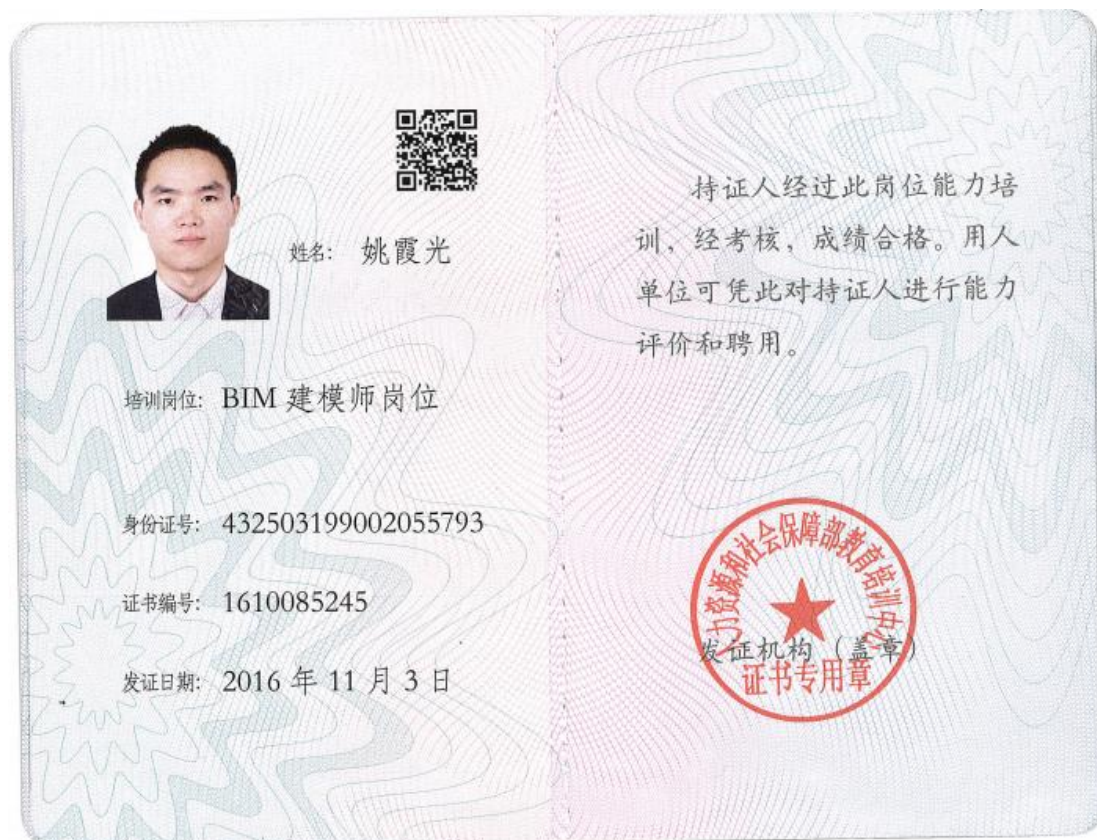 姓名: 姚霞光
培训岗位: BIM 建模师岗位
身份证号: 432503199002055793
证书编号: 1610085245
发证日期: 2016 年 11 月 3 日
持证人经过此岗位能力培
训、经考核，成绩合格。用人
单位可凭此对持证人进行能力
评价和聘用。
人力资源和社会保障部教育培训中心
发证机构（盖章）
证书专用章